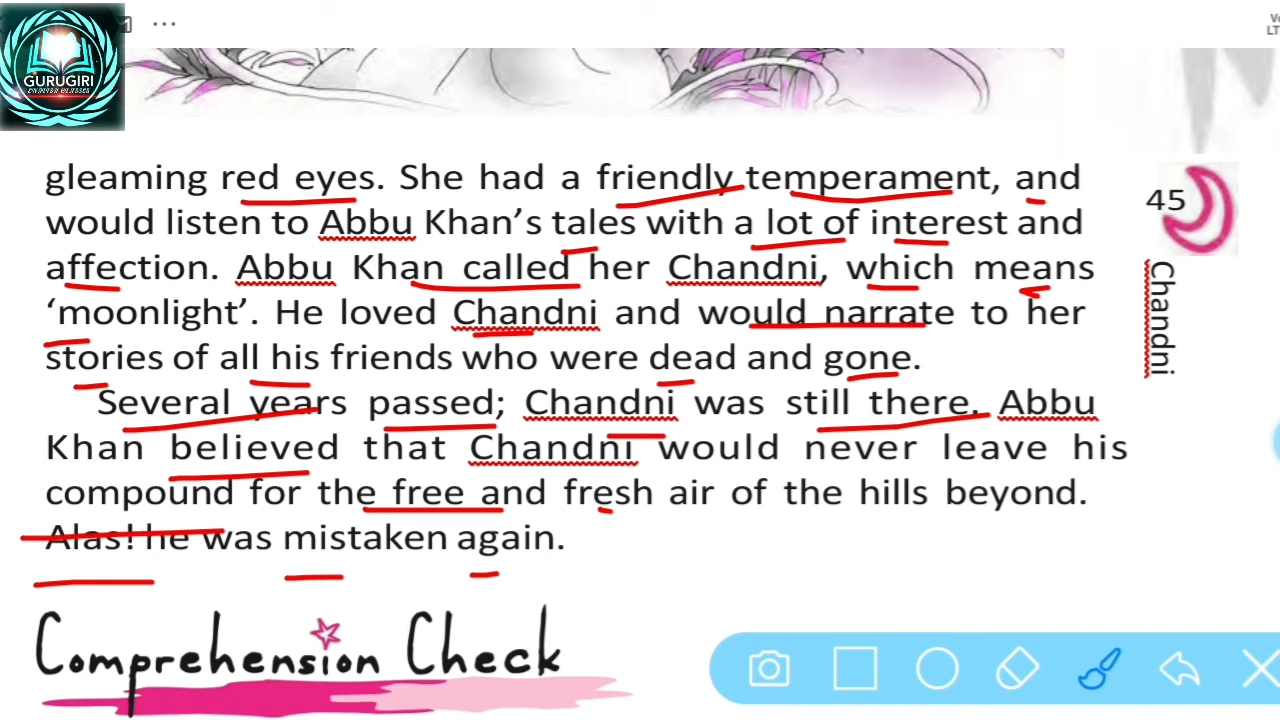 GURUGIRI
gleaming red eyes. She had a friendly temperament, and
would listen to Abbu Khan's tales with a lot of interest and
affection. Abbu Khan called her Chandni, which means
‘moonlight’. He loved Chandni and would narrate to her
stories of all his friends who were dead and gone.
Several years passed; Chandni was still there. Abbu
Khan believed that Chandni would never leave his
compound for the free and fresh air of the hills beyond.
Alas! he was mistaken again.
Comprehension Check
45
Chandni